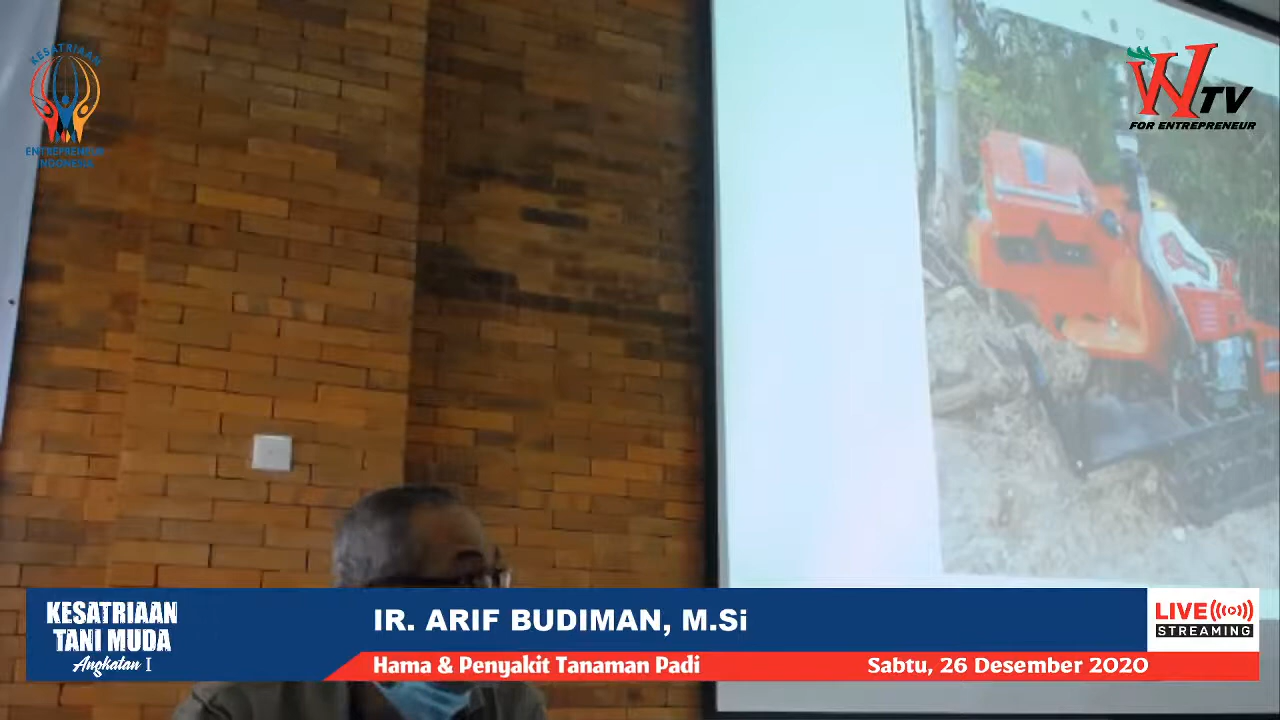 KESATRIAAN
ENTREPRENEUR
INDONESIA
W TV
FOR ENTREPRENEUR
KESATRIAAN
TANI MUDA
Angkatan I
IR. ARIF BUDIMAN, M.Si
Hama & Penyakit Tanaman Padi
Sabtu, 26 Desember 2020
LIVE
STREAMING